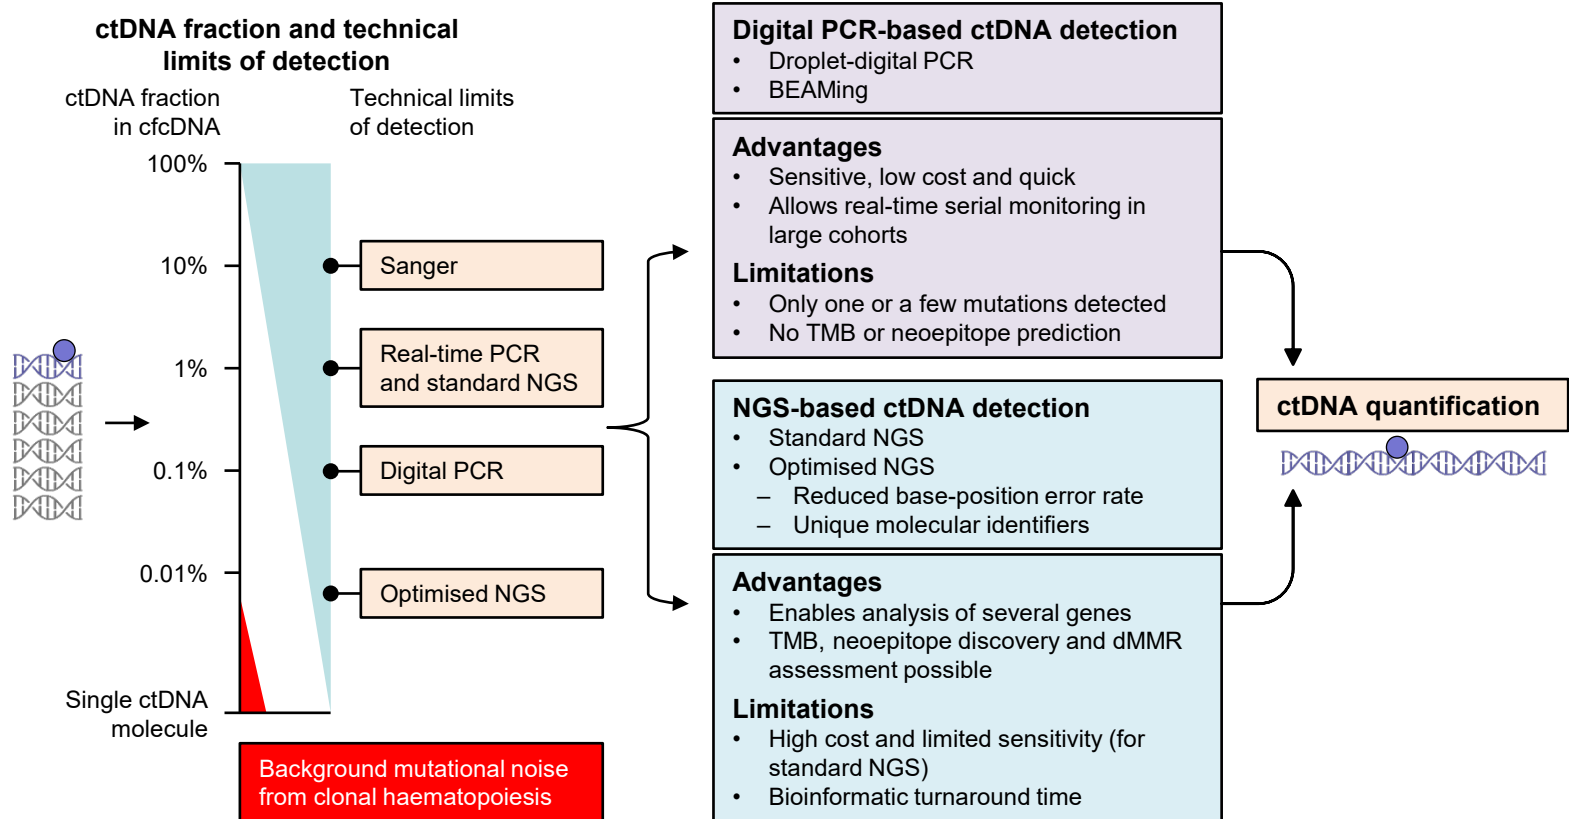 ctDNA fraction and technical
limits of detection
ctDNA fraction
in cfcDNA
Technical limits
of detection
100%
10%
1%
0.1%
0.01%
Single ctDNA
molecule
Sanger
Real-time PCR
and standard NGS
Digital PCR
Optimised NGS
Background mutational noise
from clonal haematopoiesis
Digital PCR-based ctDNA detection
• Droplet-digital PCR
• BEAMing
Advantages
• Sensitive, low cost and quick
• Allows real-time serial monitoring in
large cohorts
Limitations
• Only one or a few mutations detected
• No TMB or neoepitope prediction
NGS-based ctDNA detection
• Standard NGS
• Optimised NGS
– Reduced base-position error rate
– Unique molecular identifiers
Advantages
• Enables analysis of several genes
• TMB, neoepitope discovery and dMMR
assessment possible
Limitations
• High cost and limited sensitivity (for
standard NGS)
• Bioinformatic turnaround time
ctDNA quantification